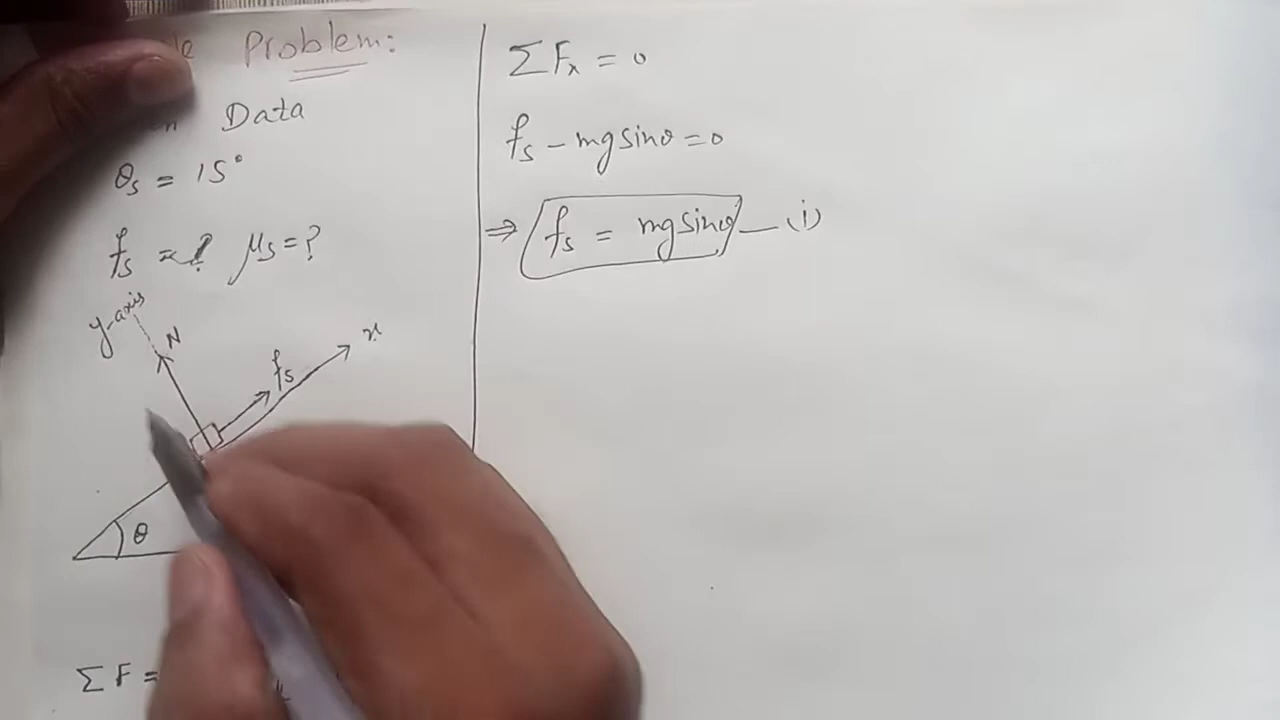 Problem:
Data
θs = 15°
fs = ? μs = ?
y-axis
N
fs
x
θ
ΣF =
ΣFx = 0
fs - mg sinθ = 0
⇒ fs = mg sinθ — (i)